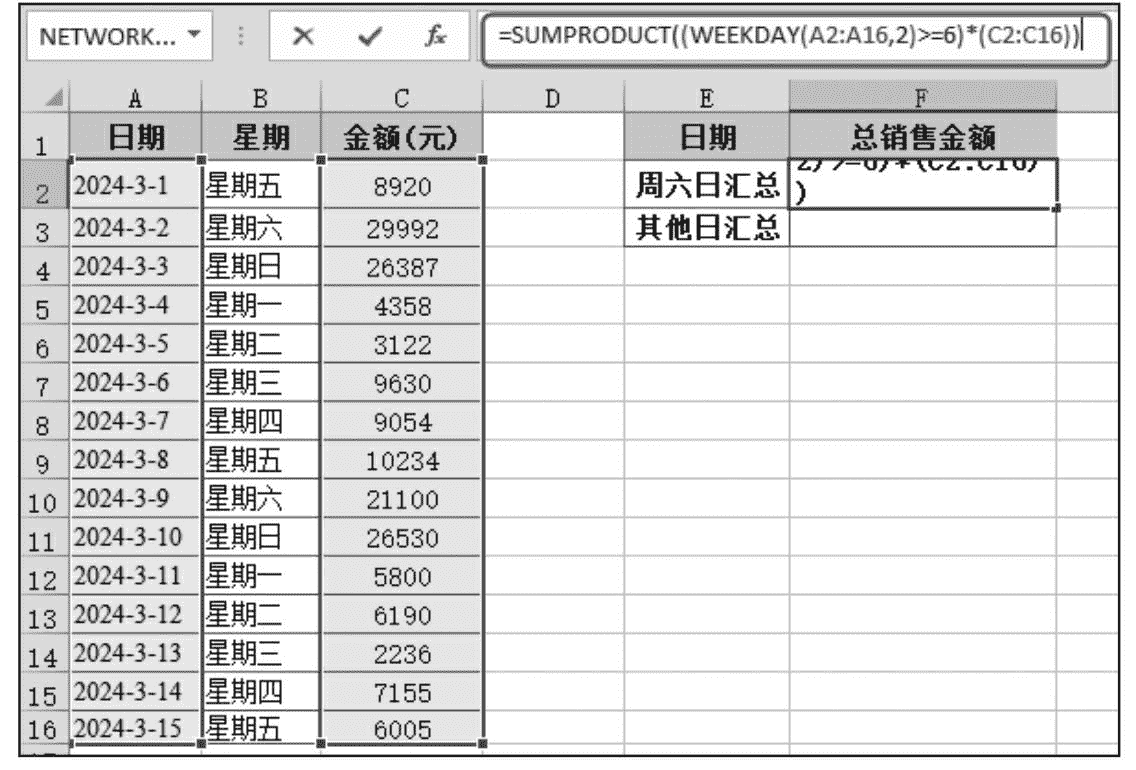 NETWORK... =SUMPRODUCT((WEEKDAY(A2:A16,2)>=6)*(C2:C16))
A B C D E F
1 日期 星期 金额(元) 日期 总销售金额
2 2024-3-1 星期五 8920 周六日汇总 2)>=6)*(C2:C16)
)
3 2024-3-2 星期六 29992 其他日汇总
4 2024-3-3 星期日 26387
5 2024-3-4 星期一 4358
6 2024-3-5 星期二 3122
7 2024-3-6 星期三 9630
8 2024-3-7 星期四 9054
9 2024-3-8 星期五 10234
10 2024-3-9 星期六 21100
11 2024-3-10 星期日 26530
12 2024-3-11 星期一 5800
13 2024-3-12 星期二 6190
14 2024-3-13 星期三 2236
15 2024-3-14 星期四 7155
16 2024-3-15 星期五 6005